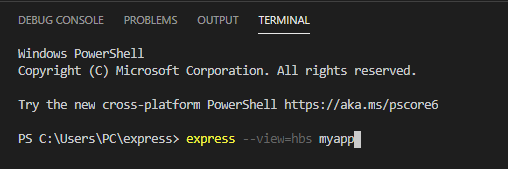 DEBUG CONSOLE PROBLEMS OUTPUT TERMINAL
Windows PowerShell
Copyright (C) Microsoft Corporation. All rights reserved.
Try the new cross-platform PowerShell https://aka.ms/pscore6
PS C:\Users\PC\express> express --view=hbs myapp